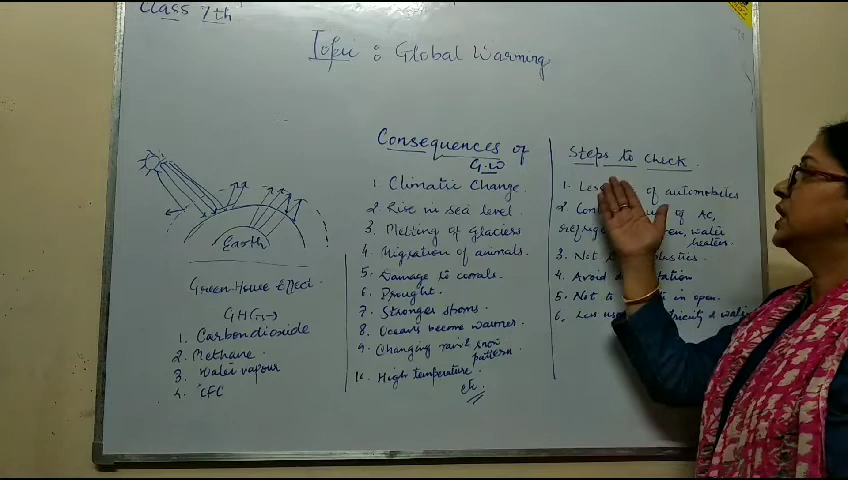 Class 7th
Topic : Global Warming
Earth
Green House Effect
GHG
1. Carbondioxide
2. Methane.
3. Water vapour
4. CFC
Consequences of
G.W
1. Climatic Change.
2. Rise in sea level.
3. Melting of glaciers
4. Migration of animals.
5. Damage to corals.
6. Drought.
7. Stronger storms.
8. Oceans become warmer.
9. Changing rain & snow
pattern
10. High temperature.
etc.
Steps to Check.
1. of automobiles
2. of AC,
water
heaters.
3. Not plastics.
4. Avoid
5. Not to in open.
6. Less &